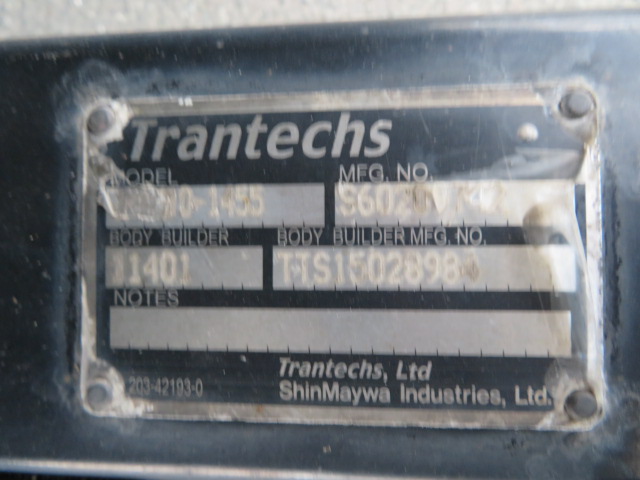 Trantechs
MODEL MFG. NO.
BODY BUILDER BODY BUILDER MFG. NO.
11401
NOTES
Trantechs, Ltd
203-42193-0
ShinMaywa Industries, Ltd.